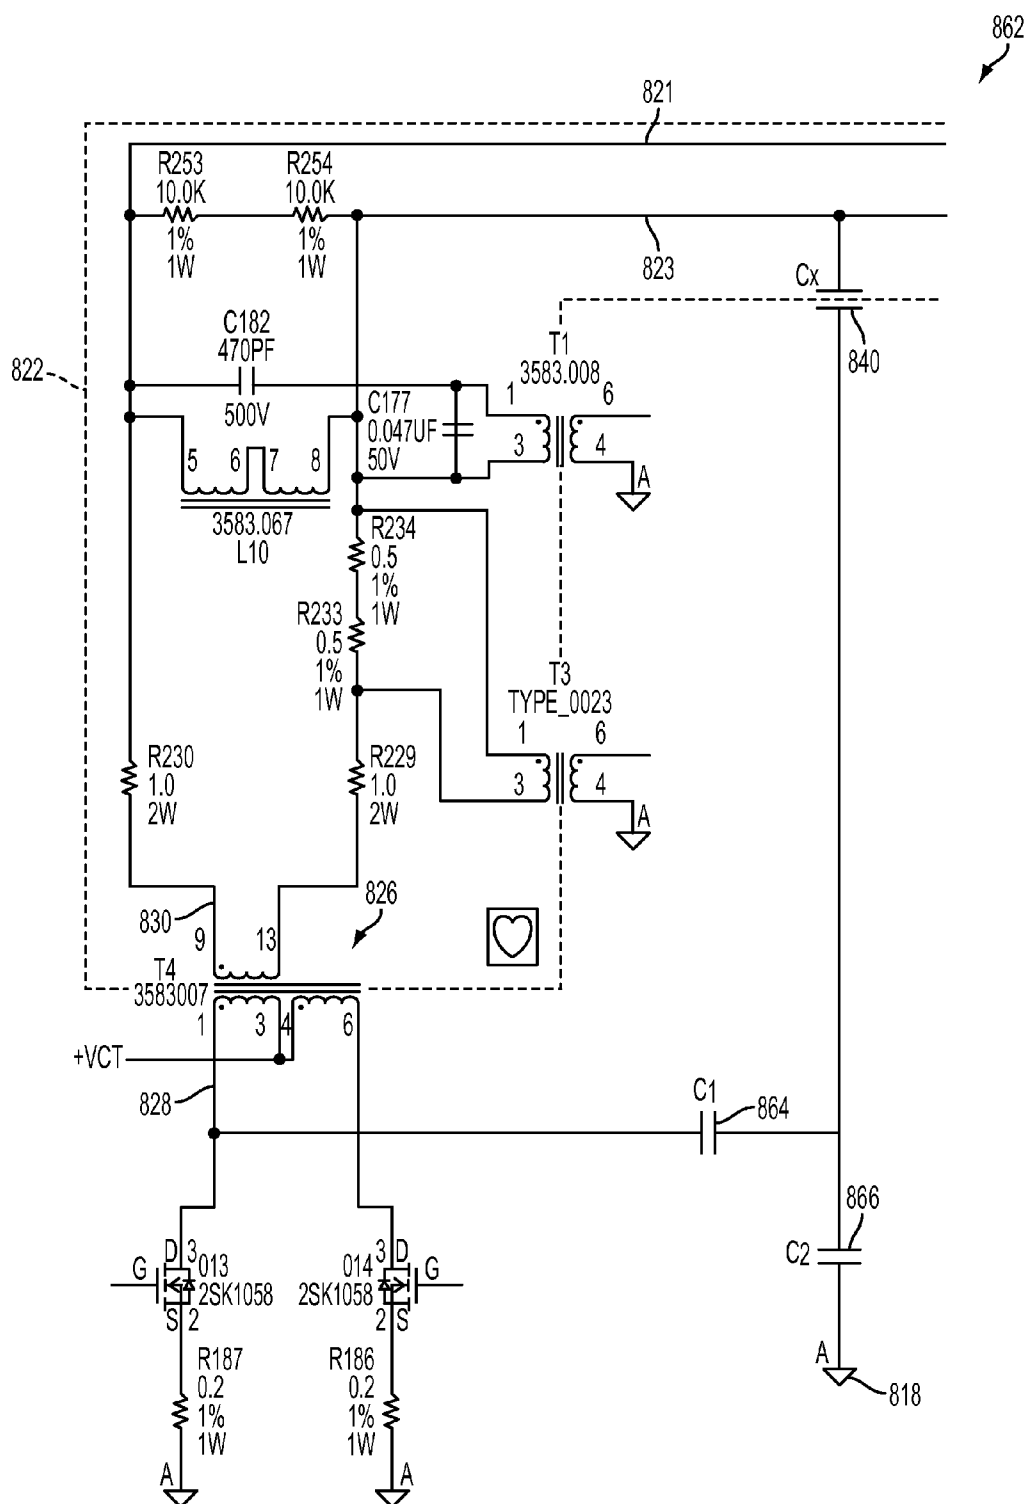 862
821
R253
10.0K
1%
1W
R254
10.0K
1%
1W
823
Cx
840
822
C182
470PF
500V
C177
0.047UF
50V
T1
3583.008
1
6
3
4
A
5
6
7
8
3583.067
L10
R234
0.5
1%
1W
R233
0.5
1%
1W
T3
TYPE_0023
1
6
3
4
A
R230
1.0
2W
R229
1.0
2W
830
826
9
13
T4
3583007
1
3
4
6
+VCT
828
C1
864
866
C2
G
D
3
O13
2SK1058
S
2
3
D
O14
2SK1058
G
2
S
R187
0.2
1%
1W
R186
0.2
1%
1W
A
A
A
818